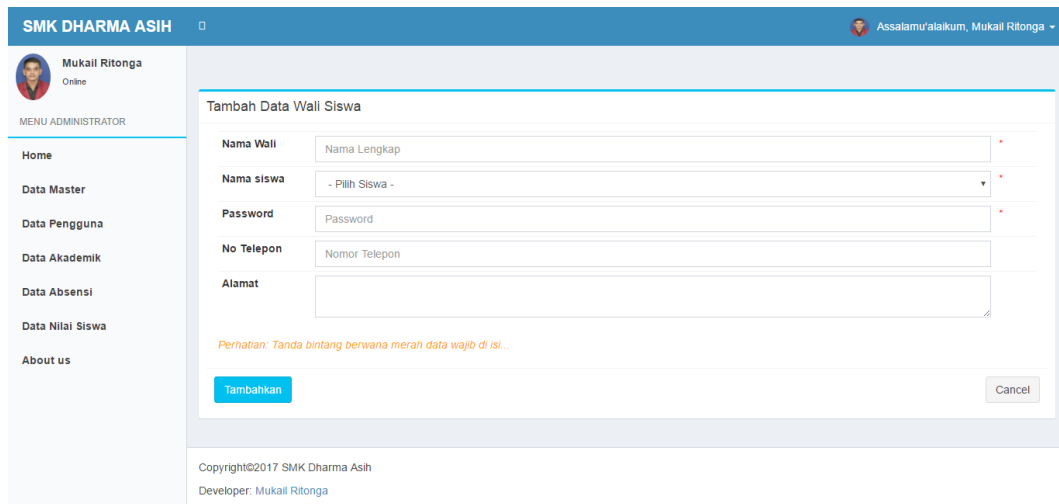 SMK DHARMA ASIH
Assalamu'alaikum, Mukail Ritonga
Mukail Ritonga
Online
MENU ADMINISTRATOR
Home
Data Master
Data Pengguna
Data Akademik
Data Absensi
Data Nilai Siswa
About us
Tambah Data Wali Siswa
Nama Wali
Nama Lengkap *
Nama siswa
- Pilih Siswa - *
Password
Password *
No Telepon
Nomor Telepon
Alamat
Perhatian: Tanda bintang berwana merah data wajib di isi...
Tambahkan
Cancel
Copyright©2017 SMK Dharma Asih
Developer: Mukail Ritonga